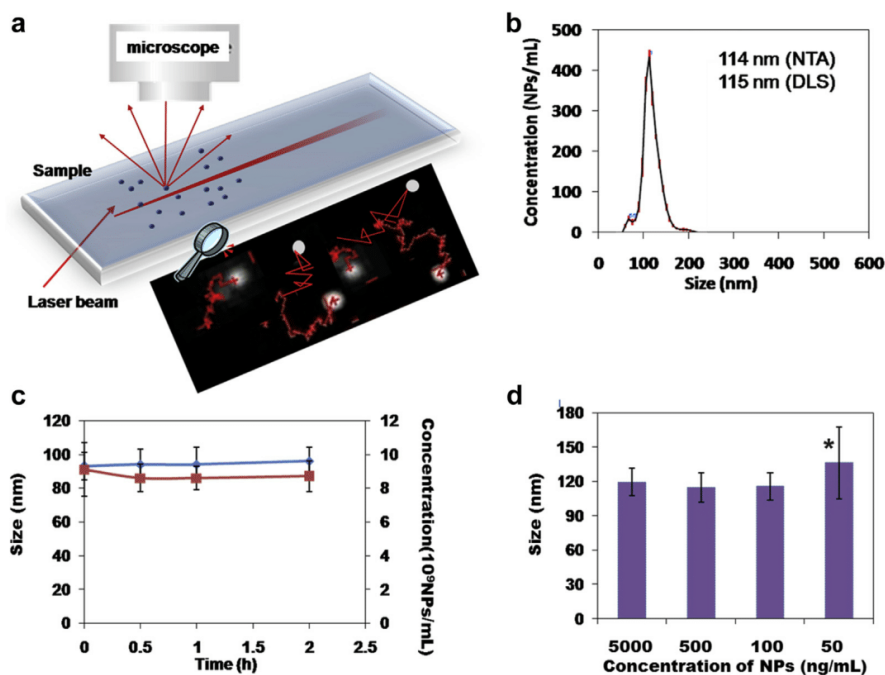 a
microscope
Sample
Laser beam
b
500
400
300
200
100
0
Concentration (NPs/mL)
114 nm (NTA)
115 nm (DLS)
0 100 200 300 400 500 600
Size (nm)
c
120
100
80
60
40
20
0
Size (nm)
12
10
8
6
4
2
0
Concentration(10⁹NPs/mL)
0 0.5 1 1.5 2 2.5
Time (h)
d
180
150
120
90
60
30
0
Size (nm)
*
5000 500 100 50
Concentration of NPs (ng/mL)